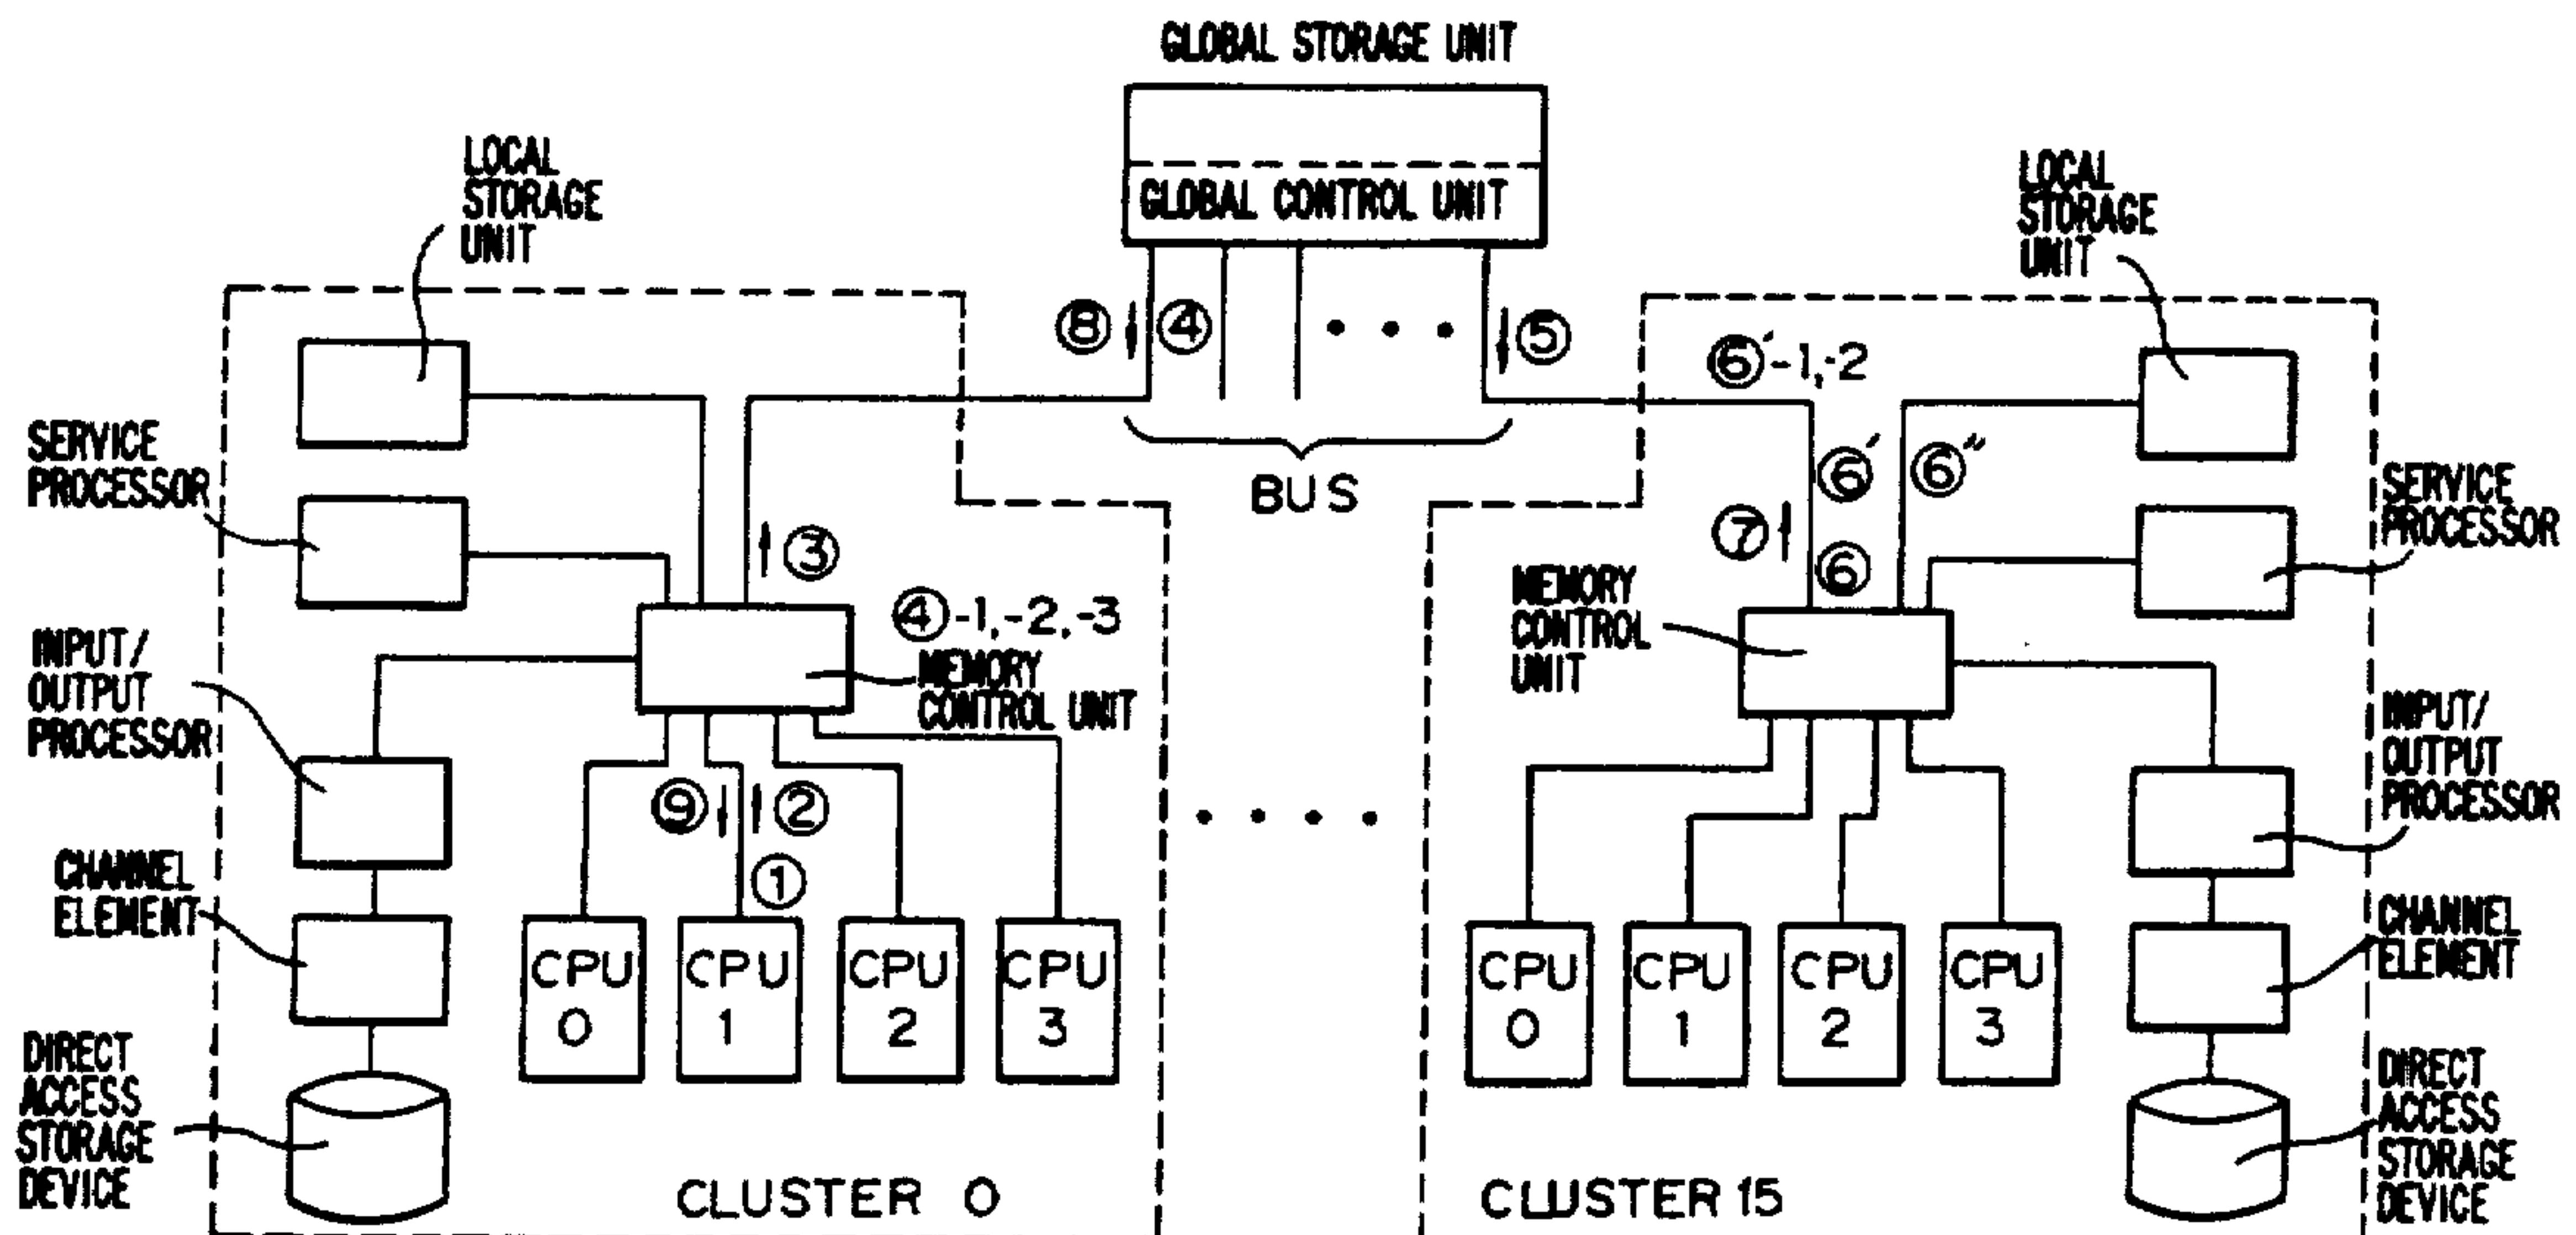 GLOBAL STORAGE UNIT
GLOBAL CONTROL UNIT
LOCAL
STORAGE
UNIT
SERVICE
PROCESSOR
INPUT/
OUTPUT
PROCESSOR
CHANNEL
ELEMENT
DIRECT
ACCESS
STORAGE
DEVICE
⑧ ④
⑤
BUS
③
④-1,-2,-3
MEMORY
CONTROL UNIT
⑨ ②
①
CPU
0
CPU
1
CPU
2
CPU
3
CLUSTER 0
LOCAL
STORAGE
UNIT
⑥'-1,-2
⑥' ⑥"
⑦
⑥
MEMORY
CONTROL
UNIT
SERVICE
PROCESSOR
INPUT/
OUTPUT
PROCESSOR
CHANNEL
ELEMENT
DIRECT
ACCESS
STORAGE
DEVICE
CPU
0
CPU
1
CPU
2
CPU
3
CLUSTER 15